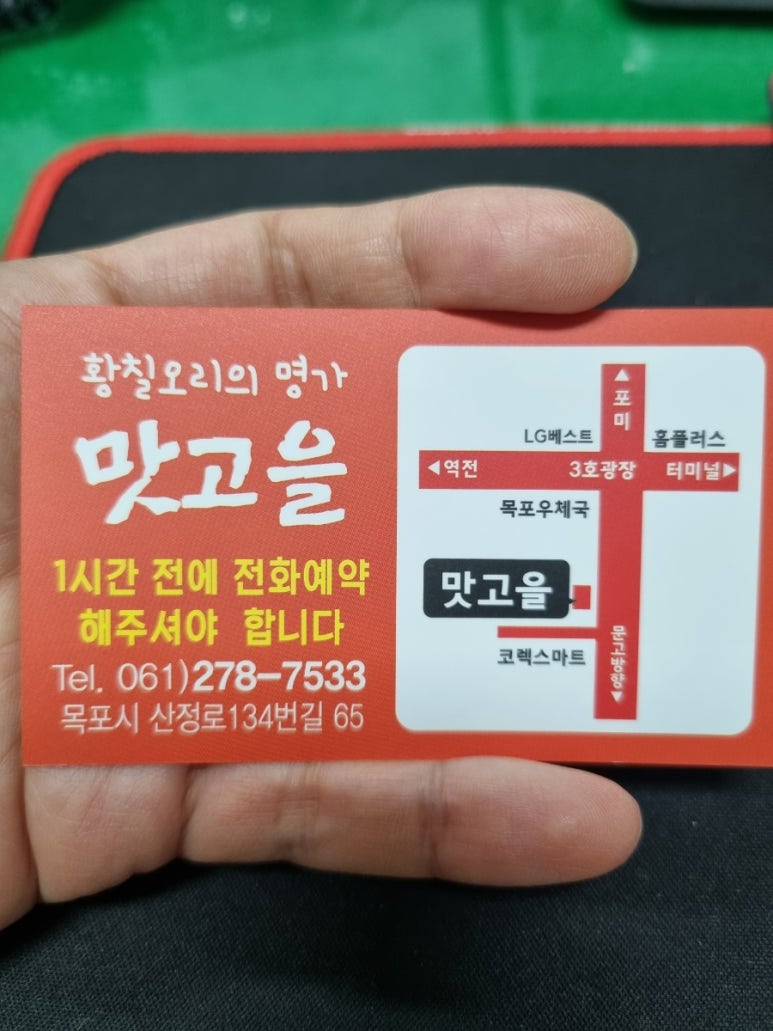 황칠오리의 명가
맛고을
1시간 전에 전화예약
해주셔야 합니다
Tel. 061)278-7533
목포시 산정로134번길 65
▲포미
LG베스트
홈플러스
◀역전
3호광장
터미널▶
목포우체국
맛고을
코렉스마트
문고방향▼